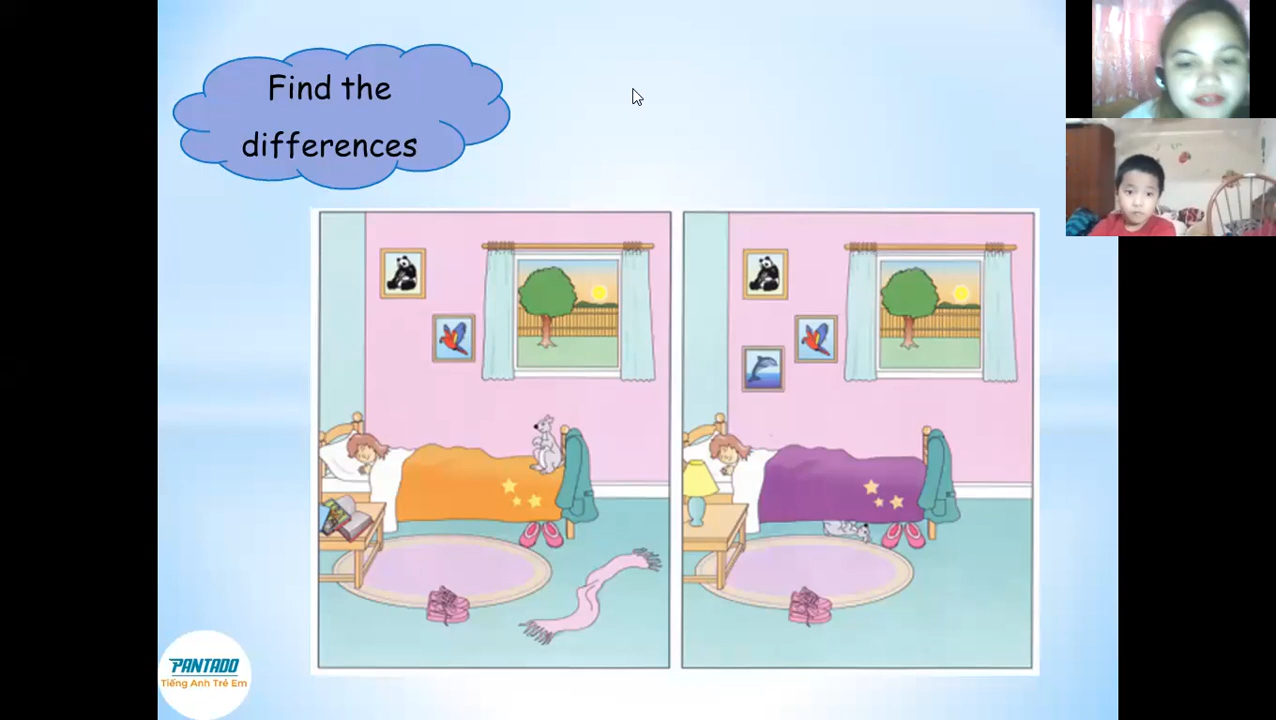 Find the
differences
PANTADO
Tiếng Anh Trẻ Em